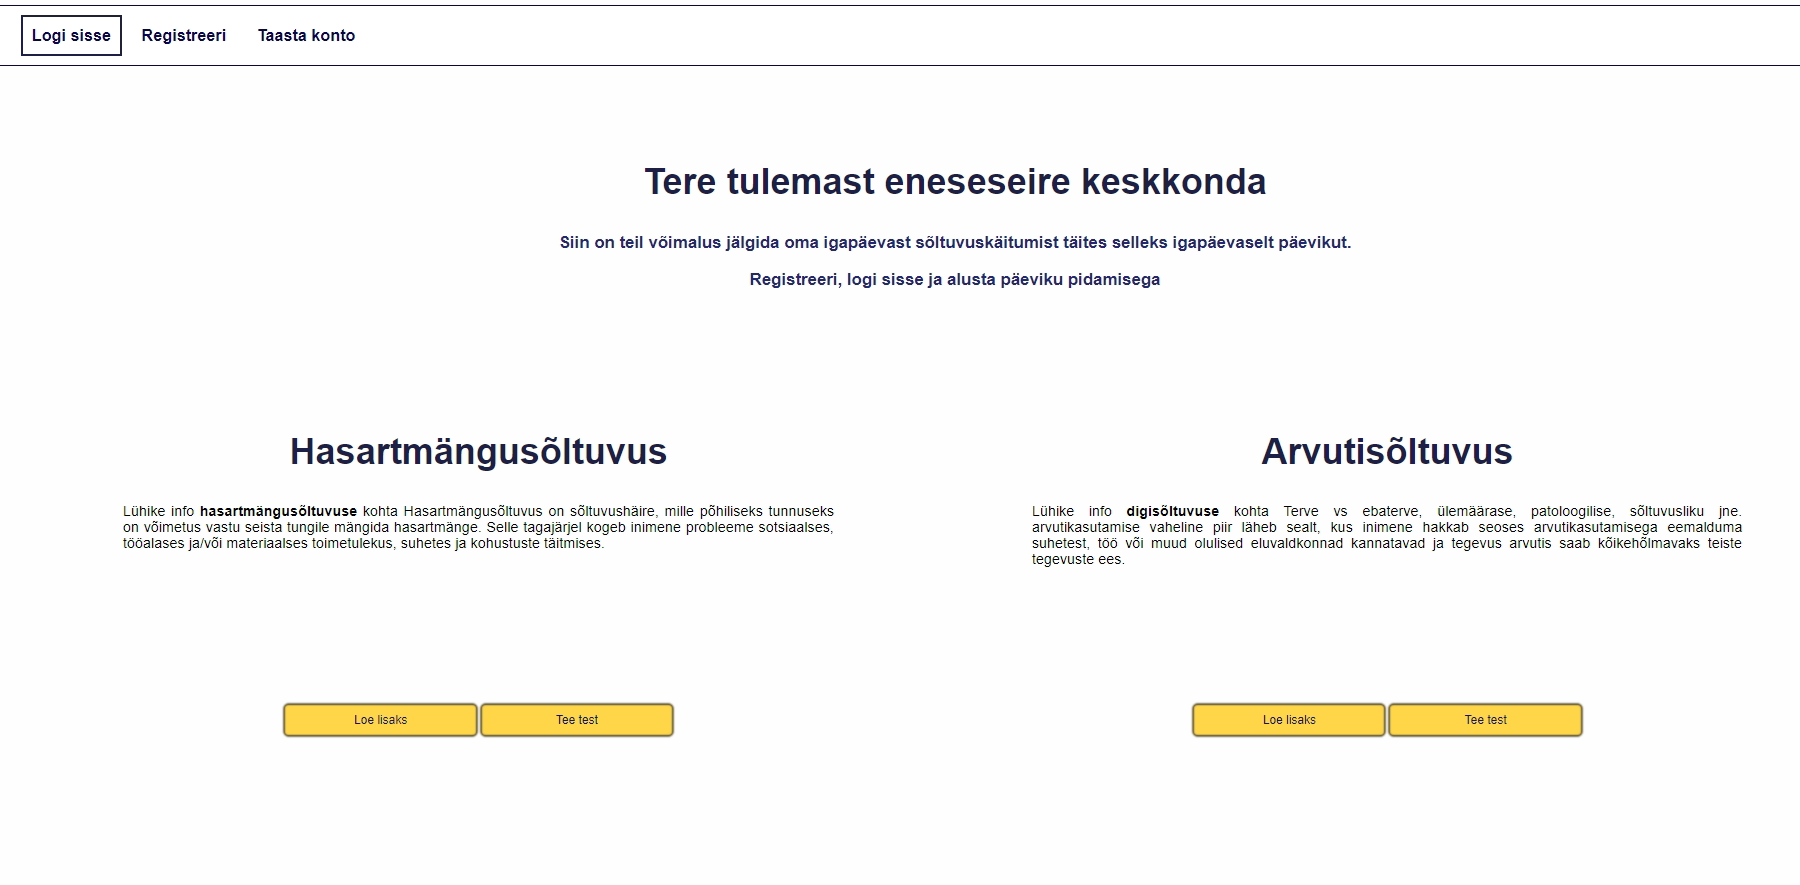 Logi sisse Registreeri Taasta konto
Tere tulemast eneseseire keskkonda
Siin on teil võimalus jälgida oma igapäevast sõltuvuskäitumist täites selleks igapäevaselt päevikut.
Registreeri, logi sisse ja alusta päeviku pidamisega
Hasartmängusõltuvus
Lühike info hasartmängusõltuvuse kohta Hasartmängusõltuvus on sõltuvushäire, mille põhiliseks tunnuseks
on võimetus vastu seista tungile mängida hasartmänge. Selle tagajärjel kogeb inimene probleeme sotsiaalses,
tööalases ja/või materiaalses toimetulekus, suhetes ja kohustuste täitmises.
Loe lisaks Tee test
Arvutisõltuvus
Lühike info digisõltuvuse kohta Terve vs ebaterve, ülemäärase, patoloogilise, sõltuvusliku jne.
arvutikasutamise vaheline piir läheb sealt, kus inimene hakkab seoses arvutikasutamisega eemalduma
suhetest, töö või muud olulised eluvaldkonnad kannatavad ja tegevus arvutis saab kõikehõlmavaks teiste
tegevuste ees.
Loe lisaks Tee test